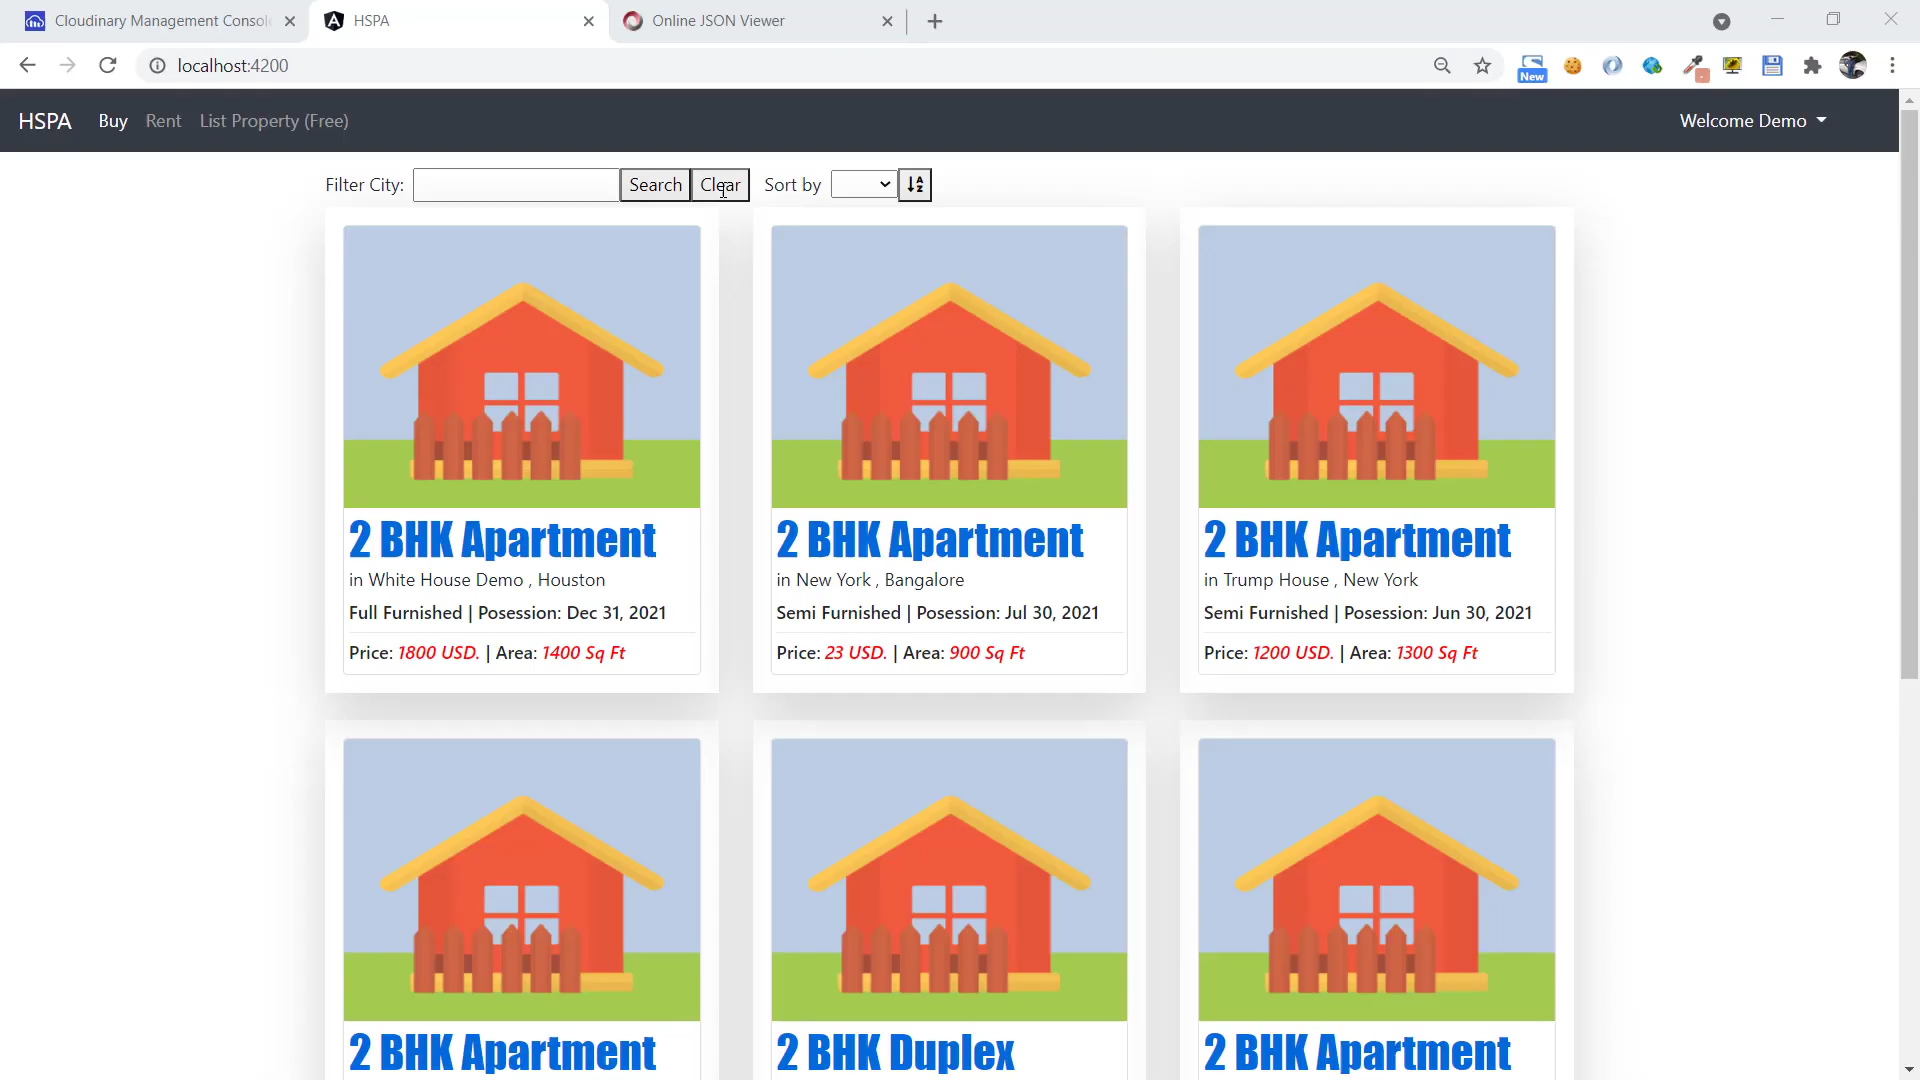 Cloudinary Management Consol
HSPA
Online JSON Viewer
localhost:4200
New
HSPA Buy Rent List Property (Free) Welcome Demo
Filter City: Search Clear Sort by
2 BHK Apartment
in White House Demo , Houston
Full Furnished | Posession: Dec 31, 2021
Price: 1800 USD. | Area: 1400 Sq Ft
2 BHK Apartment
in New York , Bangalore
Semi Furnished | Posession: Jul 30, 2021
Price: 23 USD. | Area: 900 Sq Ft
2 BHK Apartment
in Trump House , New York
Semi Furnished | Posession: Jun 30, 2021
Price: 1200 USD. | Area: 1300 Sq Ft
2 BHK Apartment
2 BHK Duplex
2 BHK Apartment